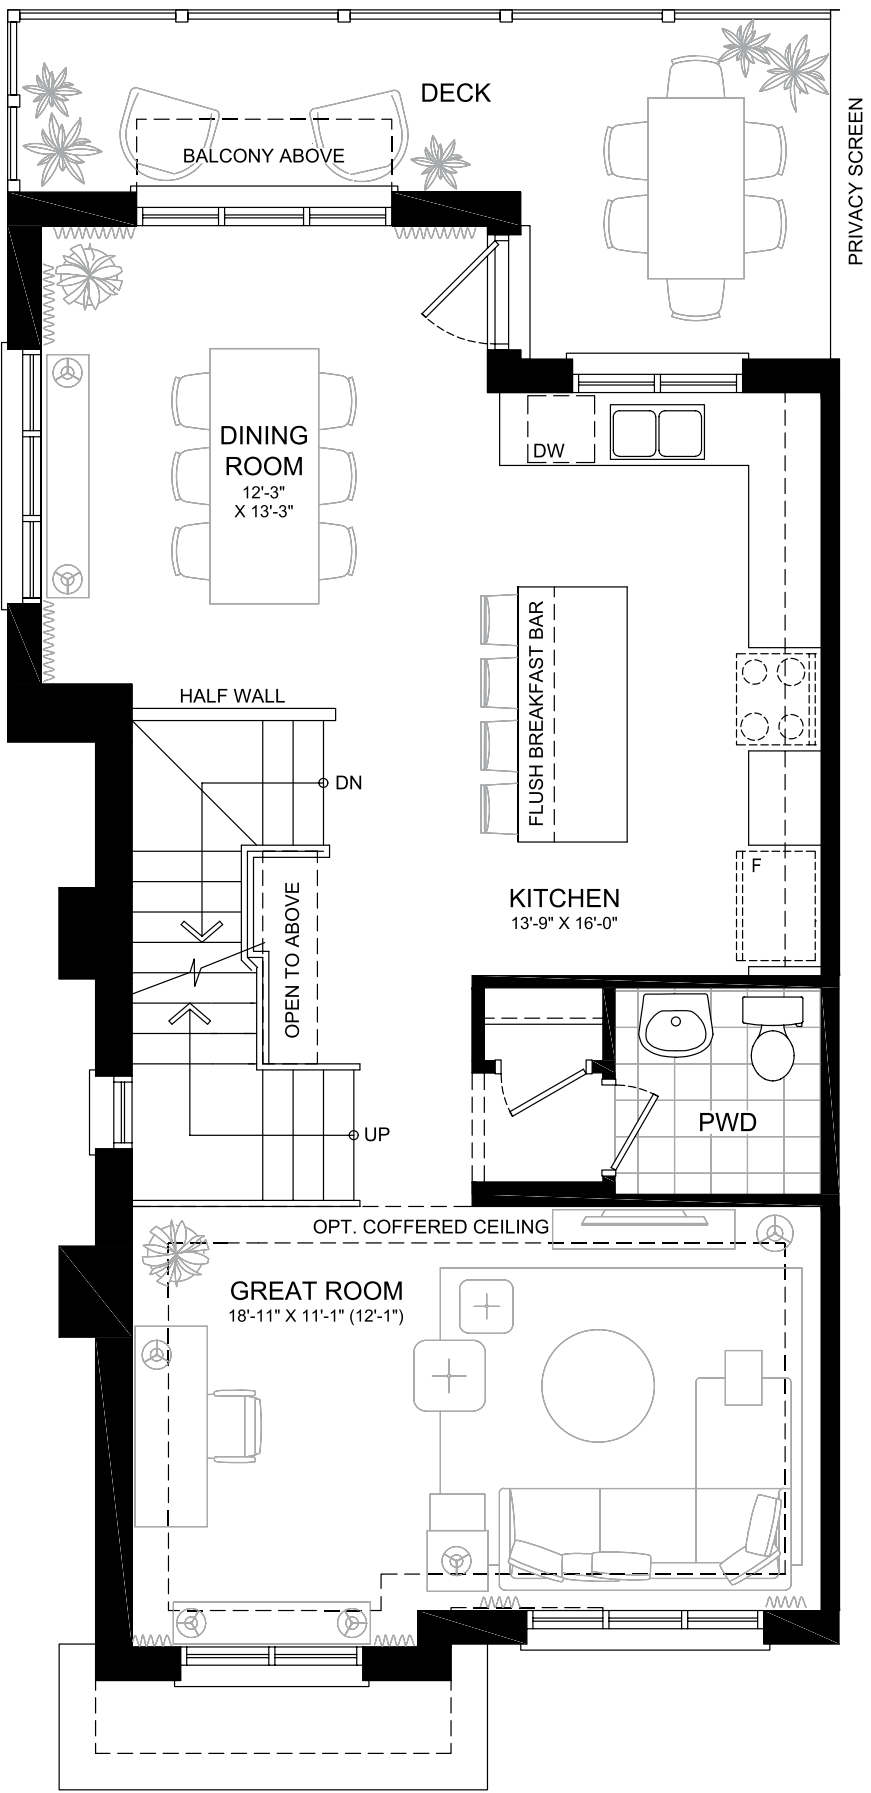 DECK
BALCONY ABOVE
PRIVACY SCREEN
DINING
ROOM
12'-3"
X 13'-3"
DW
FLUSH BREAKFAST BAR
HALF WALL
DN
F
KITCHEN
13'-9" X 16'-0"
OPEN TO ABOVE
UP
PWD
OPT. COFFERED CEILING
GREAT ROOM
18'-11" X 11'-1" (12'-1")